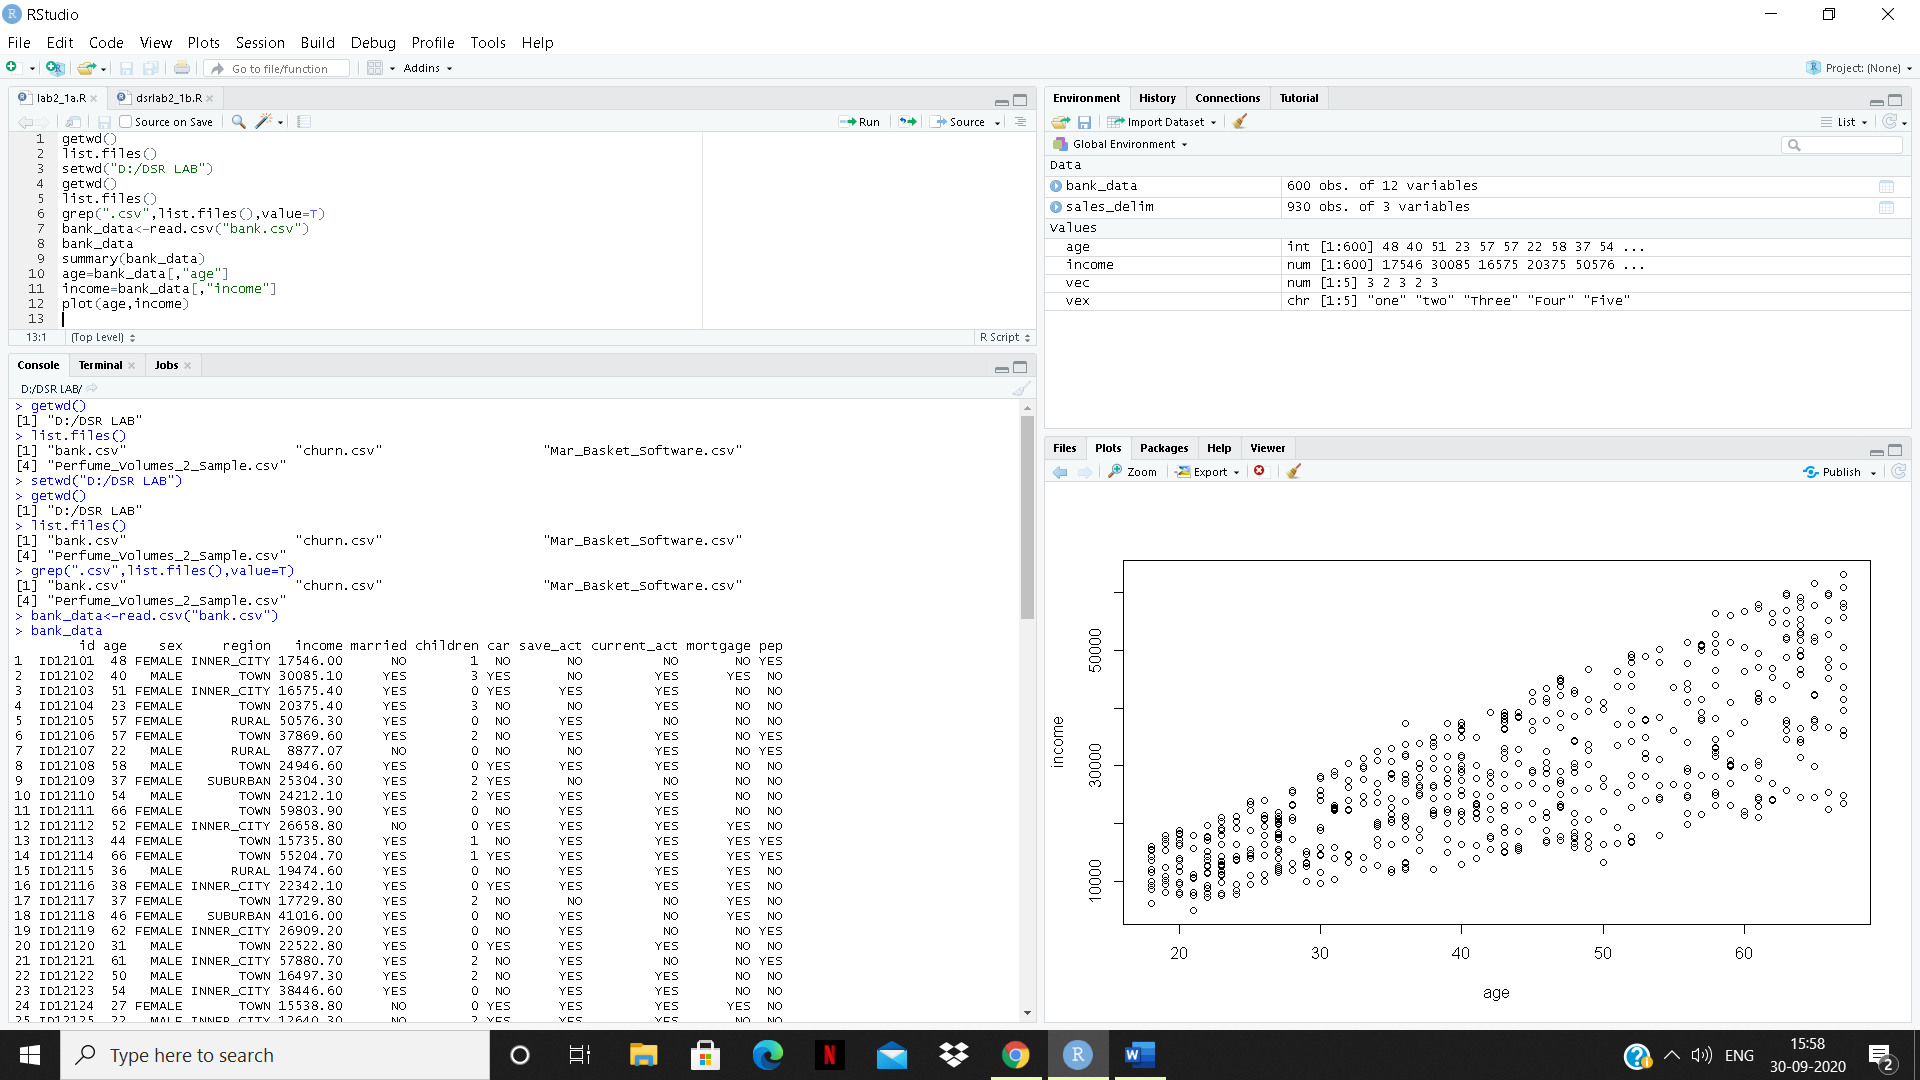 RStudio
File Edit Code View Plots Session Build Debug Profile Tools Help
Go to file/function Addins Project: (None)
lab2_1a.R dsrlab2_1b.R
Source on Save Run Source
1 getwd()
2 list.files()
3 setwd("D:/DSR LAB")
4 getwd()
5 list.files()
6 grep(".csv",list.files(),value=T)
7 bank_data<-read.csv("bank.csv")
8 bank_data
9 summary(bank_data)
10 age=bank_data[,"age"]
11 income=bank_data[,"income"]
12 plot(age,income)
13
13:1 (Top Level) R Script
Console Terminal Jobs
D:/DSR LAB/
> getwd()
[1] "D:/DSR LAB"
> list.files()
[1] "bank.csv" "churn.csv" "Mar_Basket_Software.csv"
[4] "Perfume_Volumes_2_Sample.csv"
> setwd("D:/DSR LAB")
> getwd()
[1] "D:/DSR LAB"
> list.files()
[1] "bank.csv" "churn.csv" "Mar_Basket_Software.csv"
[4] "Perfume_Volumes_2_Sample.csv"
> grep(".csv",list.files(),value=T)
[1] "bank.csv" "churn.csv" "Mar_Basket_Software.csv"
[4] "Perfume_Volumes_2_Sample.csv"
> bank_data<-read.csv("bank.csv")
> bank_data
id age sex region income married children car save_act current_act mortgage pep
1 ID12101 48 FEMALE INNER_CITY 17546.00 NO 1 NO NO NO NO YES
2 ID12102 40 MALE TOWN 30085.10 YES 3 YES NO YES YES NO
3 ID12103 51 FEMALE INNER_CITY 16575.40 YES 0 YES YES YES NO NO
4 ID12104 23 FEMALE TOWN 20375.40 YES 3 NO NO YES NO NO
5 ID12105 57 FEMALE RURAL 50576.30 YES 0 NO YES NO NO NO
6 ID12106 57 FEMALE TOWN 37869.60 YES 2 NO YES YES NO YES
7 ID12107 22 MALE RURAL 8877.07 NO 0 NO NO YES NO YES
8 ID12108 58 MALE TOWN 24946.60 YES 0 YES YES YES NO NO
9 ID12109 37 FEMALE SUBURBAN 25304.30 YES 2 YES NO NO NO NO
10 ID12110 54 MALE TOWN 24212.10 YES 2 YES YES YES NO NO
11 ID12111 66 FEMALE TOWN 59803.90 YES 0 NO YES YES NO NO
12 ID12112 52 FEMALE INNER_CITY 26658.80 NO 0 YES YES YES YES NO
13 ID12113 44 FEMALE TOWN 15735.80 YES 1 NO YES YES YES YES
14 ID12114 66 FEMALE TOWN 55204.70 YES 1 YES YES YES YES YES
15 ID12115 36 MALE RURAL 19474.60 YES 0 NO YES YES YES NO
16 ID12116 38 FEMALE INNER_CITY 22342.10 YES 0 YES YES YES YES NO
17 ID12117 37 FEMALE TOWN 17729.80 YES 2 NO NO NO YES NO
18 ID12118 46 FEMALE SUBURBAN 41016.00 YES 0 NO YES NO YES NO
19 ID12119 62 FEMALE INNER_CITY 26909.20 YES 0 NO YES NO NO YES
20 ID12120 31 MALE TOWN 22522.80 YES 0 YES YES YES NO NO
21 ID12121 61 MALE INNER_CITY 57880.70 YES 2 NO YES NO NO YES
22 ID12122 50 MALE TOWN 16497.30 YES 2 NO YES YES NO NO
23 ID12123 54 MALE INNER_CITY 38446.60 YES 0 NO YES YES NO NO
24 ID12124 27 FEMALE TOWN 15538.80 NO 0 YES YES YES YES NO
25 ID12125 22 MALE INNER_CITY 12640.30 NO 2 YES YES YES NO NO
Environment History Connections Tutorial
Import Dataset List
Global Environment
Data
bank_data 600 obs. of 12 variables
sales_delim 930 obs. of 3 variables
Values
age int [1:600] 48 40 51 23 57 57 22 58 37 54 ...
income num [1:600] 17546 30085 16575 20375 50576 ...
vec num [1:5] 3 2 3 2 3
vex chr [1:5] "one" "two" "Three" "Four" "Five"
Files Plots Packages Help Viewer
Zoom Export Publish
50000
30000
10000
income
20 30 40 50 60
age
Type here to search
ENG
15:58
30-09-2020
2